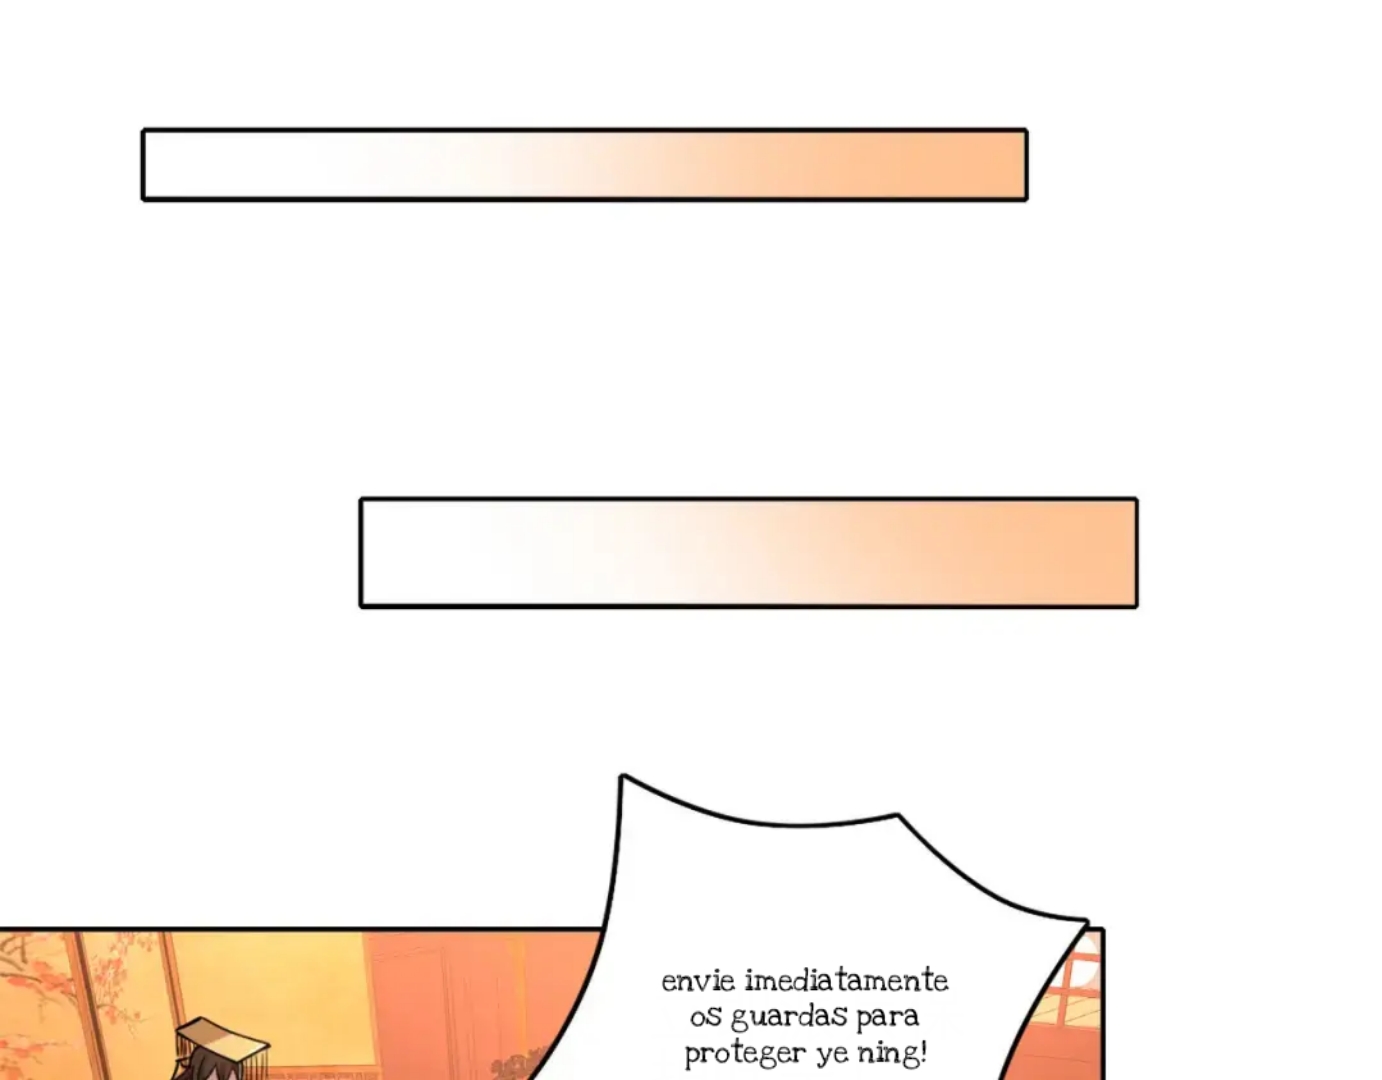 envie imediatamente
os guardas para
proteger ye ning!